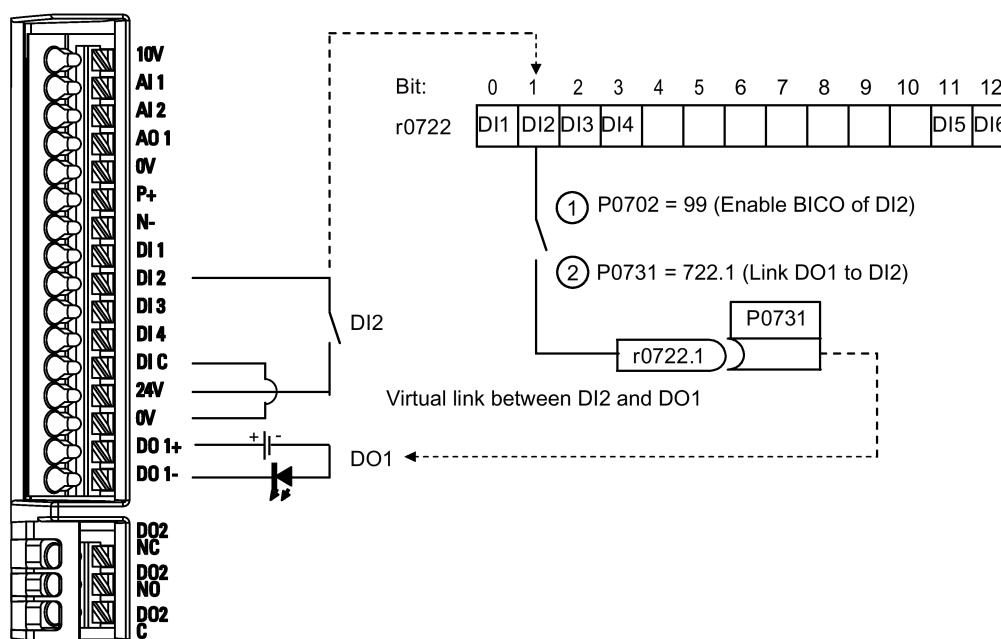 10V
AI 1
AI 2
AO 1
0V
P+
N-
DI 1
DI 2
DI 3
DI 4
DI C
24V
0V
DO 1+
DO 1-
DO2
NC
DO2
NO
DO2
C
Bit: 0 1 2 3 4 5 6 7 8 9 10 11 12
r0722 DI1 DI2 DI3 DI4 DI5 DI6
1 P0702 = 99 (Enable BICO of DI2)
2 P0731 = 722.1 (Link DO1 to DI2)
P0731
DI2
r0722.1
Virtual link between DI2 and DO1
+ -
DO1